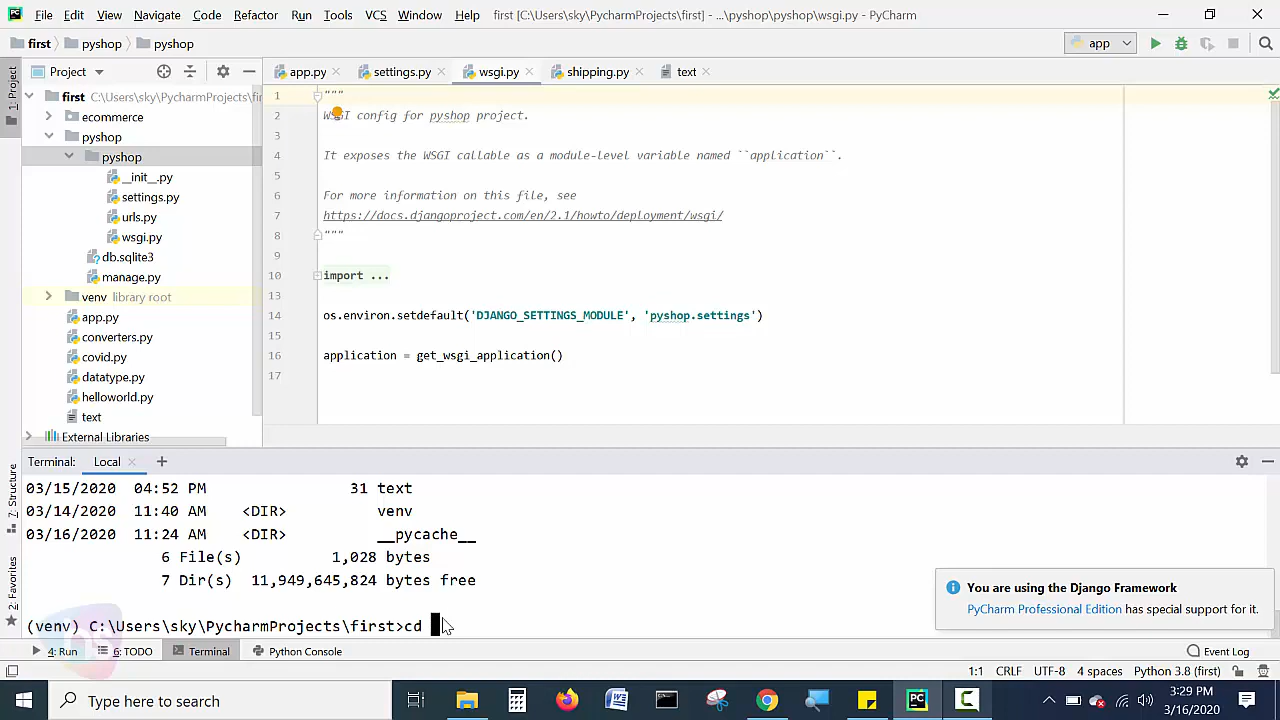 PC File Edit View Navigate Code Refactor Run Tools VCS Window Help first [C:\Users\sky\PycharmProjects\first] - ...\pyshop\pyshop\wsgi.py - PyCharm
first pyshop pyshop app
1: Project
Project
app.py settings.py wsgi.py shipping.py text
first C:\Users\sky\PycharmProjects\fir
ecommerce
pyshop
pyshop
__init__.py
settings.py
urls.py
wsgi.py
db.sqlite3
manage.py
venv library root
app.py
converters.py
covid.py
datatype.py
helloworld.py
text
External Libraries
1 """
2 WSGI config for pyshop project.
3
4 It exposes the WSGI callable as a module-level variable named ``application``.
5
6 For more information on this file, see
7 https://docs.djangoproject.com/en/2.1/howto/deployment/wsgi/
8 """
9
10 import ...
13
14 os.environ.setdefault('DJANGO_SETTINGS_MODULE', 'pyshop.settings')
15
16 application = get_wsgi_application()
17
7: Structure
2: Favorites
Terminal: Local +
03/15/2020 04:52 PM 31 text
03/14/2020 11:40 AM <DIR> venv
03/16/2020 11:24 AM <DIR> __pycache__
6 File(s) 1,028 bytes
7 Dir(s) 11,949,645,824 bytes free
(venv) C:\Users\sky\PycharmProjects\first>cd
You are using the Django Framework
PyCharm Professional Edition has special support for it.
4: Run 6: TODO Terminal Python Console Event Log
1:1 CRLF UTF-8 4 spaces Python 3.8 (first)
Type here to search
:29 PM
3/16/2020